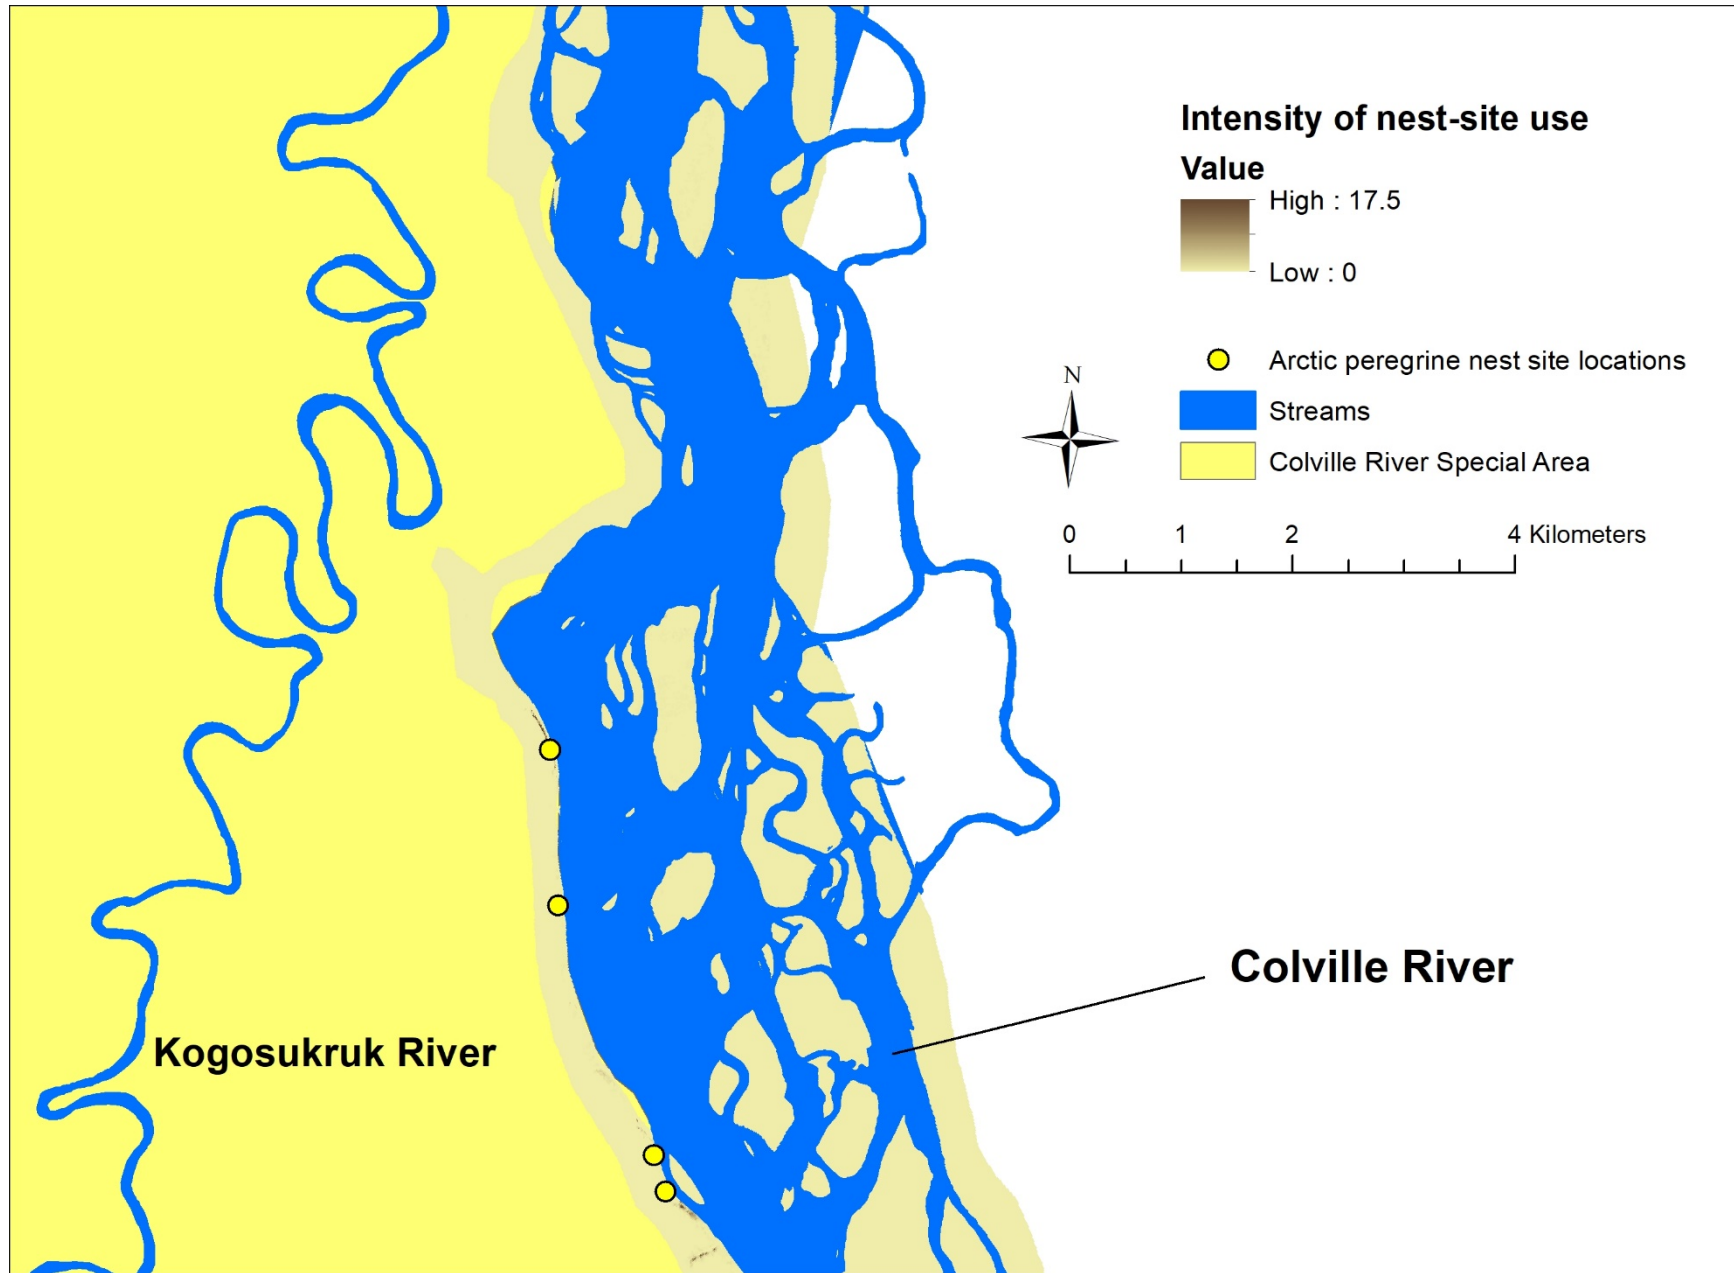 Intensity of nest-site use
Value
High : 17.5
Low : 0
Arctic peregrine nest site locations
Streams
Colville River Special Area
N
0 1 2 4 Kilometers
Colville River
Kogosukruk River